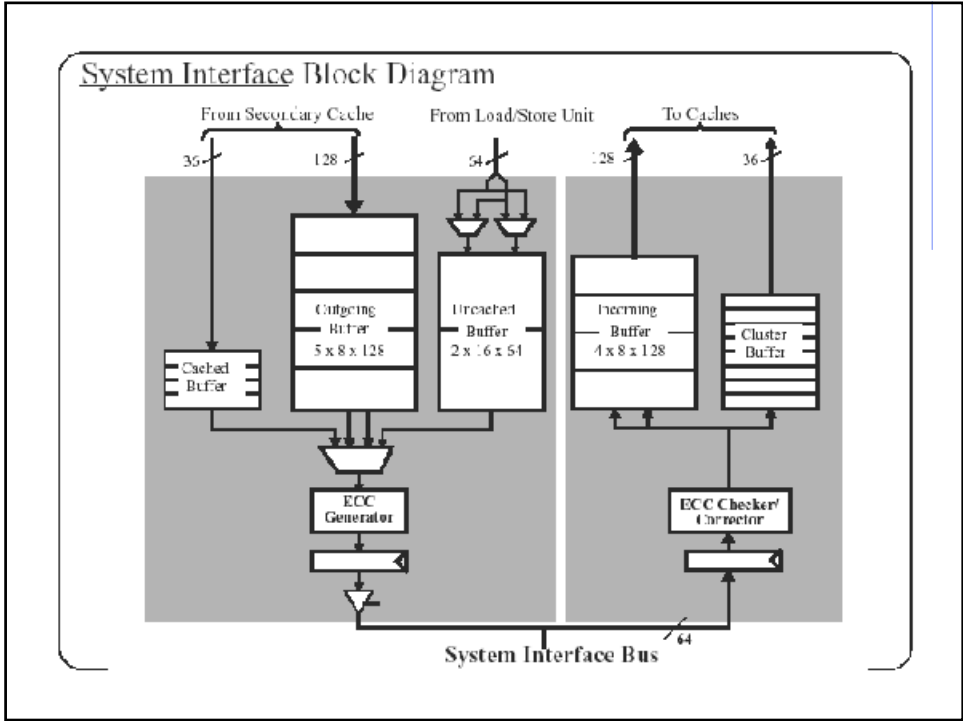 System Interface Block Diagram
From Secondary Cache
From Load/Store Unit
To Caches
36
128
64
128
36
Outgoing
Buffer
5 x 8 x 128
Uncached
Buffer
2 x 16 x 64
Incoming
Buffer
4 x 8 x 128
Cluster
Buffer
Cached
Buffer
ECC
Generator
ECC Checker/
Corrector
64
System Interface Bus